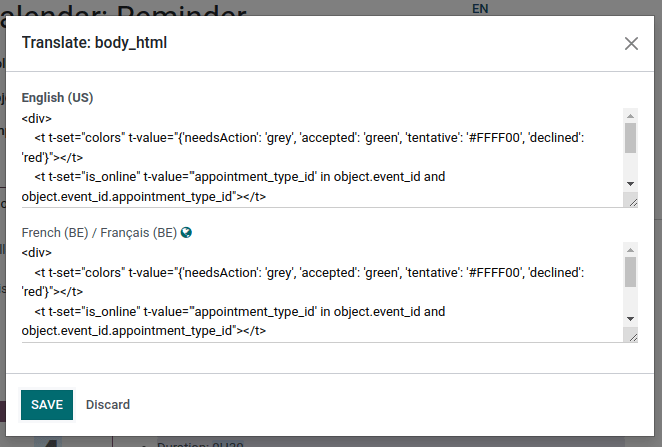 alendar: Reminder
EN
Translate: body_html
English (US)
<div>
<t t-set="colors" t-value="{'needsAction': 'grey', 'accepted': 'green', 'tentative': '#FFFF00', 'declined':
'red'}"></t>
<t t-set="is_online" t-value="'appointment_type_id' in object.event_id and
object.event_id.appointment_type_id"></t>
French (BE) / Français (BE)
<div>
<t t-set="colors" t-value="{'needsAction': 'grey', 'accepted': 'green', 'tentative': '#FFFF00', 'declined':
'red'}"></t>
<t t-set="is_online" t-value="'appointment_type_id' in object.event_id and
object.event_id.appointment_type_id"></t>
SAVE
Discard
Duration: 0H30